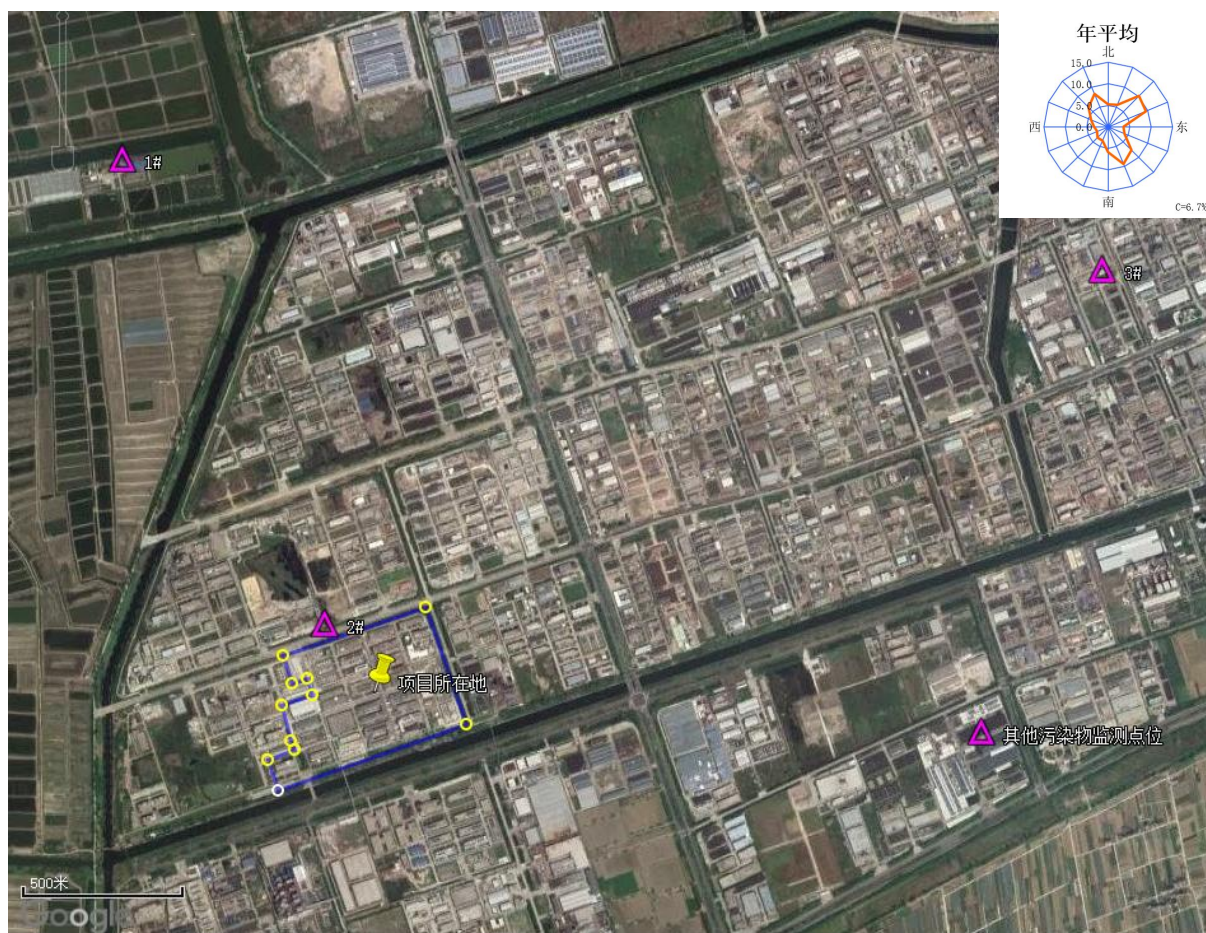 年平均
北
15.0
10.0
5.0
0.0
西
东
南
C=6.7%
1#
3#
2#
项目所在地
其他污染物监测点位
500米
Google